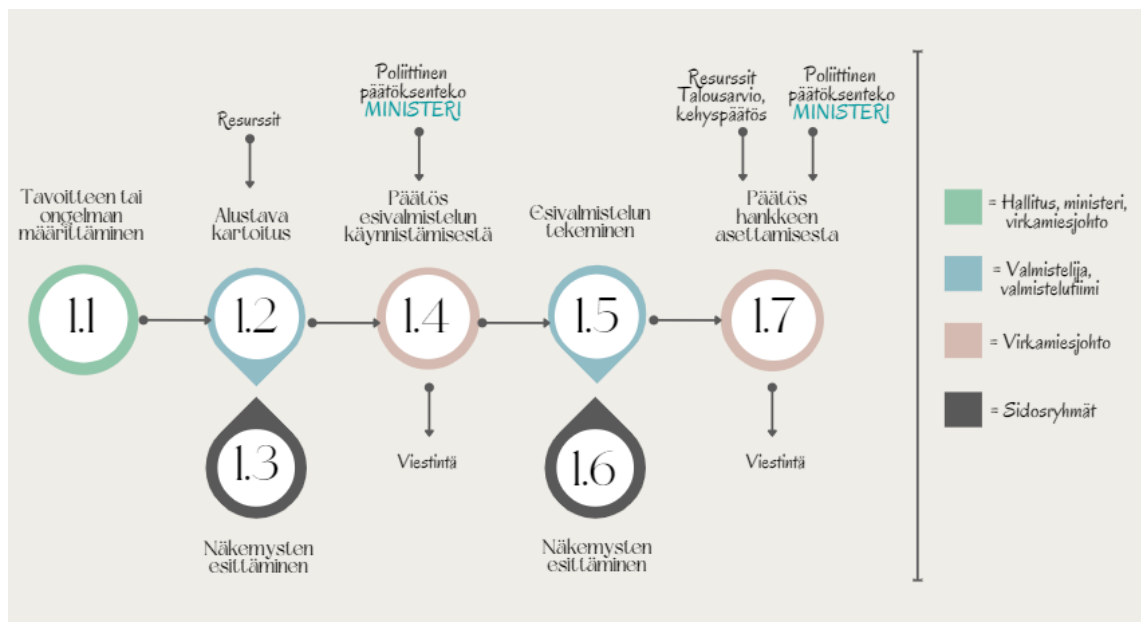 Poliittinen
päätöksenteko
MINISTERI
Resurssit
Talousarvio,
kehyspäätös
Poliittinen
päätöksenteko
MINISTERI
Resurssit
Tavoitteen tai
ongelman
määrittäminen
Alustava
kartoitus
Päätös
esivalmistelun
käynnistämisestä
Esivalmistelun
tekeminen
Päätös
hankkeen
asettamisesta
1.1
1.2
1.4
1.5
1.7
1.3
1.6
Viestintä
Viestintä
Näkemysten
esittäminen
Näkemysten
esittäminen
= Hallitus, ministeri,
virkamiesjohto
= Valmistelija,
valmistelutiimi
= Virkamiesjohto
= Sidosryhmät